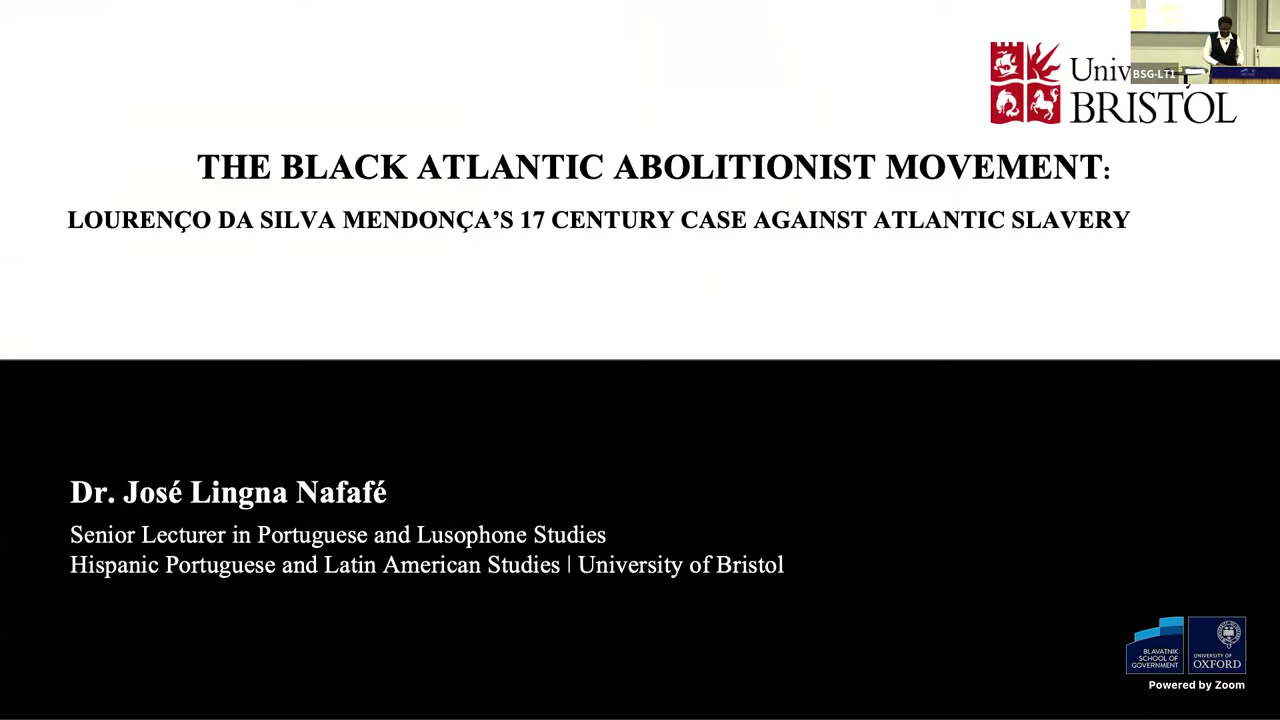 BSG-LT1
Univ
BRISTOL
THE BLACK ATLANTIC ABOLITIONIST MOVEMENT:
LOURENÇO DA SILVA MENDONÇA’S 17 CENTURY CASE AGAINST ATLANTIC SLAVERY
Dr. José Lingna Nafafé
Senior Lecturer in Portuguese and Lusophone Studies
Hispanic Portuguese and Latin American Studies | University of Bristol
BLAVATNIK
SCHOOL OF
GOVERNMENT
UNIVERSITY OF
OXFORD
Powered by Zoom